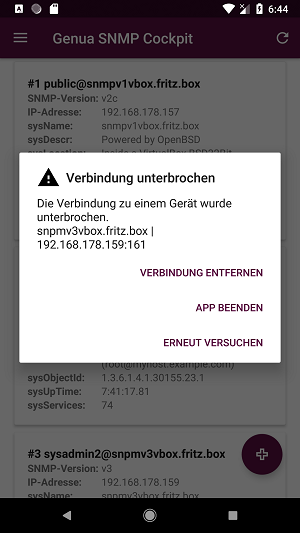 6:44
Genua SNMP Cockpit
#1 public@snmpv1vbox.fritz.box
SNMP-Version: v2c
IP-Adresse: 192.168.178.157
sysName: snmpv1vbox.fritz.box
sysDescr: Powered by OpenBSD
Verbindung unterbrochen
Die Verbindung zu einem Gerät wurde
unterbrochen.
snpmv3vbox.fritz.box |
192.168.178.159:161
VERBINDUNG ENTFERNEN
APP BEENDEN
ERNEUT VERSUCHEN
(root@myhost.example.com)
sysObjectId: 1.3.6.1.4.1.30155.23.1
sysUpTime: 7:41:17.81
sysServices: 74
#3 sysadmin2@snpmv3vbox.fritz.box
SNMP-Version: v3
IP-Adresse: 192.168.178.159
sysName: snpmv3vbox.fritz.box